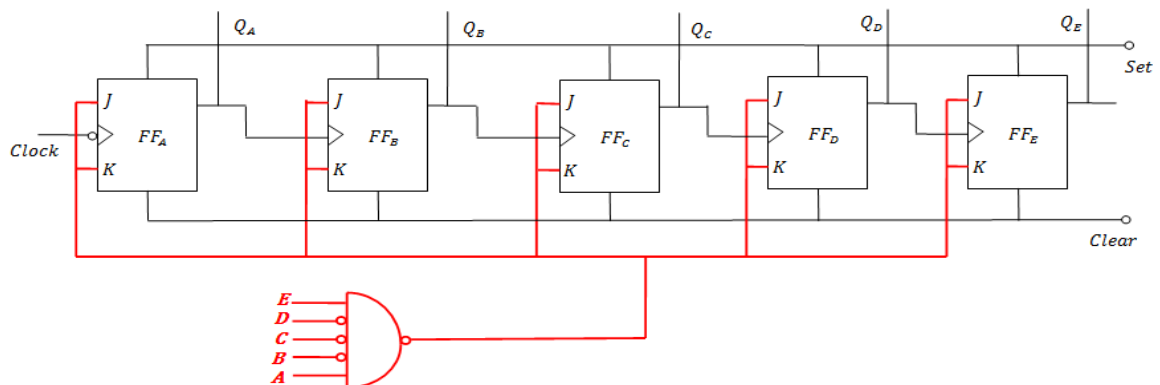 Q_A
Q_B
Q_C
Q_D
Q_E
Set
J
J
J
J
J
Clock
FF_A
FF_B
FF_C
FF_D
FF_E
K
K
K
K
K
Clear
E
D
C
B
A